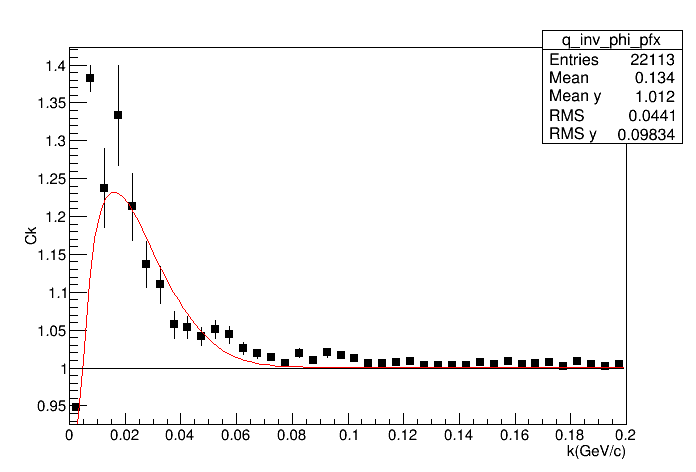 q_inv_phi_pfx
Entries 22113
Mean 0.134
Mean y 1.012
RMS 0.0441
RMS y 0.09834
Ck
1.4
1.35
1.3
1.25
1.2
1.15
1.1
1.05
1
0.95
0 0.02 0.04 0.06 0.08 0.1 0.12 0.14 0.16 0.18 0.2
k(GeV/c)